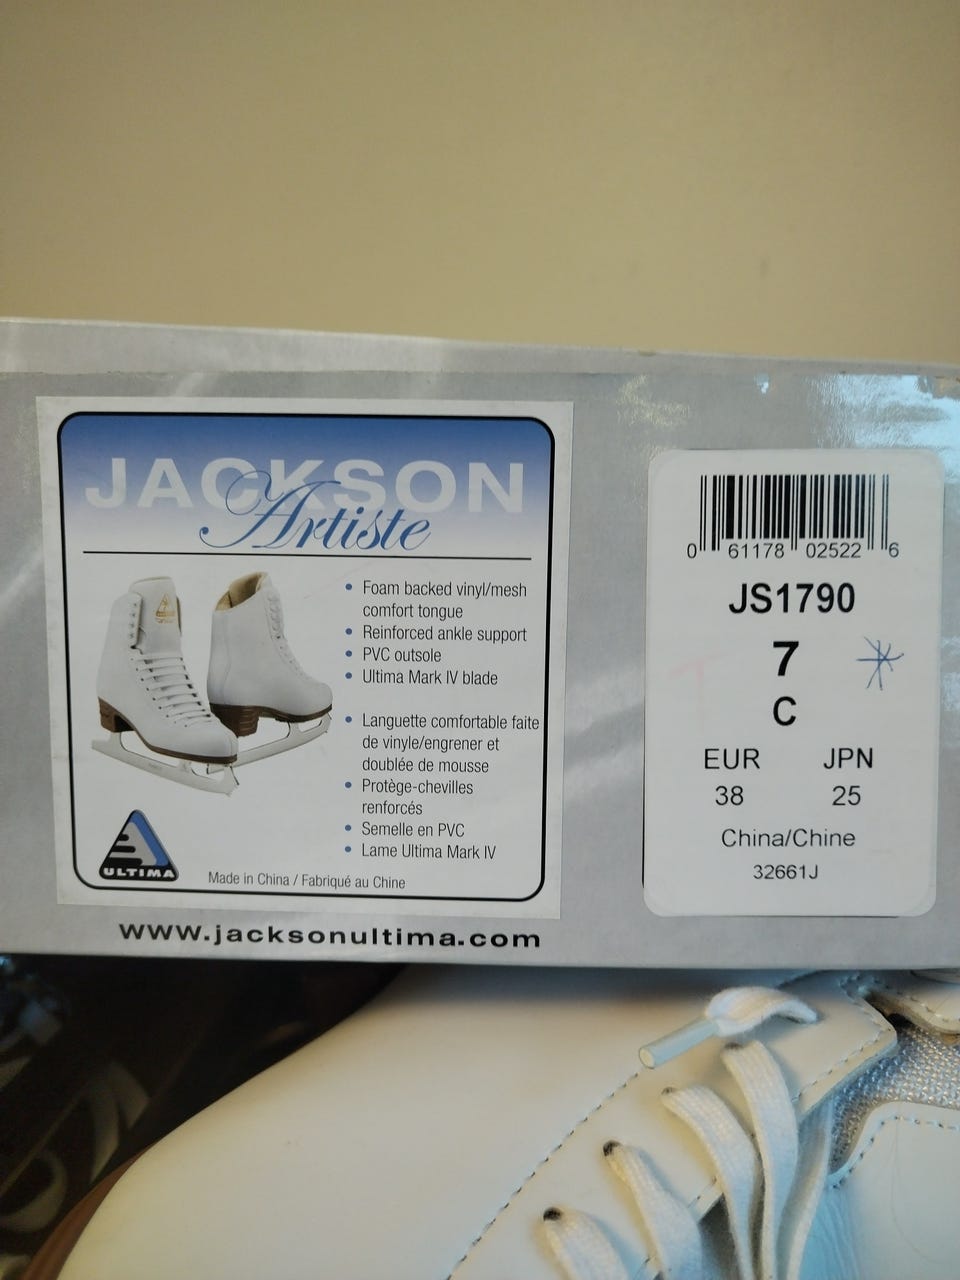 JACKSON
Artiste
Foam backed vinyl/mesh
comfort tongue
Reinforced ankle support
PVC outsole
Ultima Mark IV blade
Languette comfortable faite
de vinyle/engrener et
doublée de mousse
Protège-chevilles
renforcés
Semelle en PVC
Lame Ultima Mark IV
ULTIMA
Made in China / Fabriqué au Chine
www.jacksonultima.com
0 61178 02522 6
JS1790
7
C
EUR JPN
38 25
China/Chine
32661J